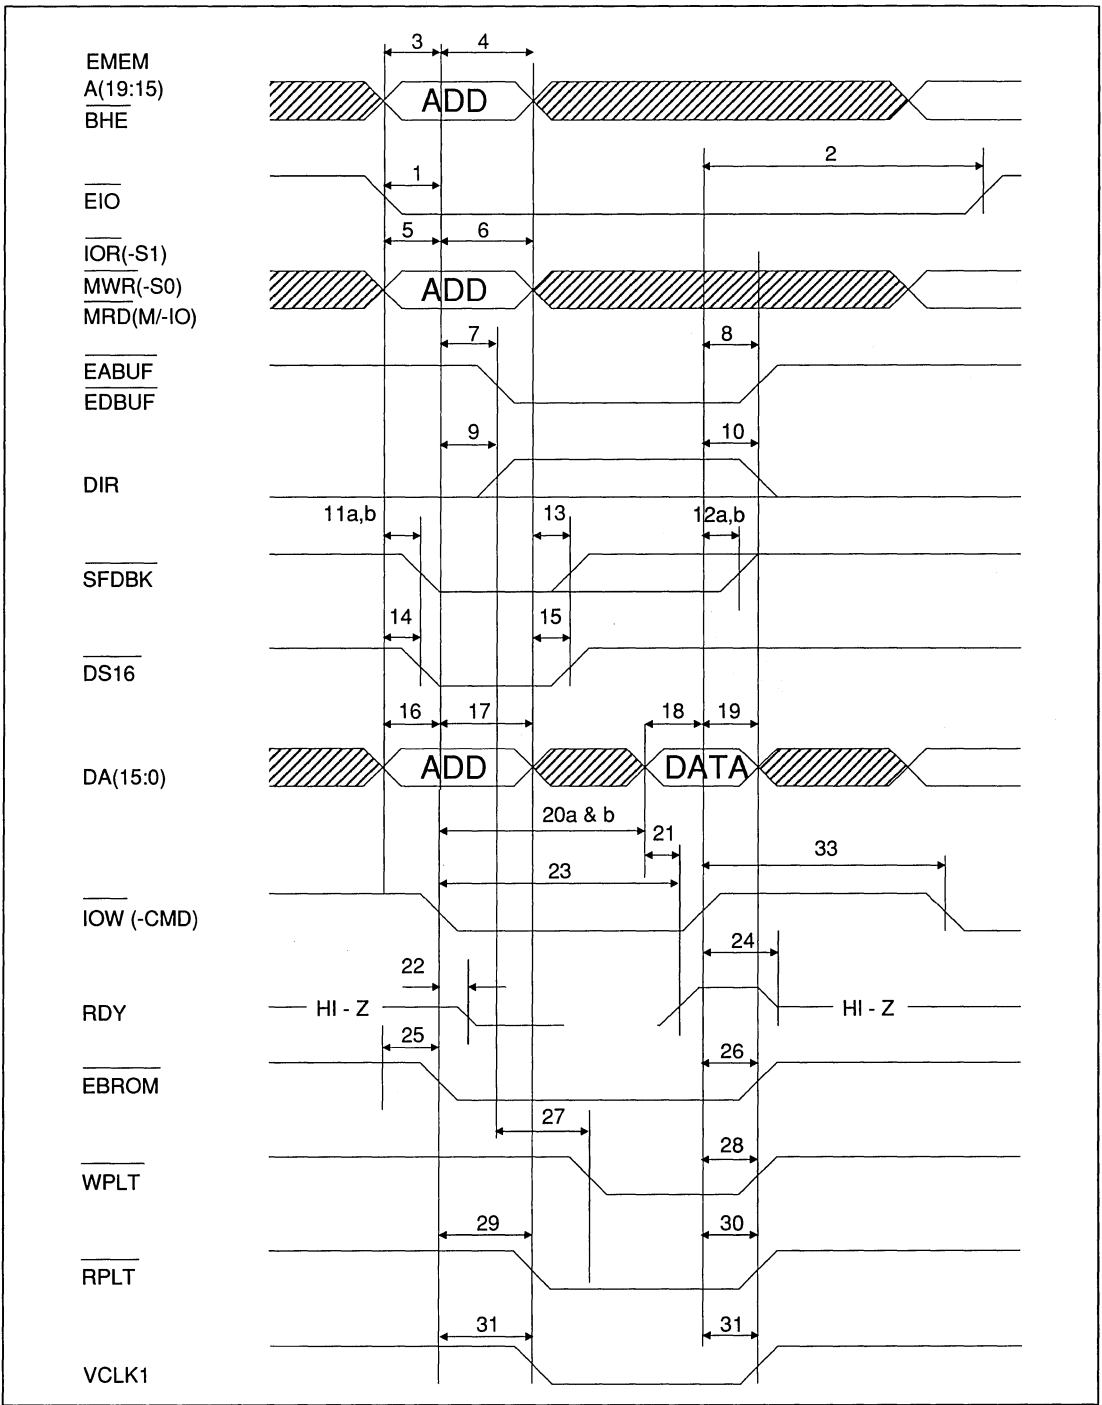 3 4
EMEM
A(19:15)
ADD
BHE
2
1
EIO
5 6
IOR(-S1)
MWR(-S0)
ADD
MRD(M/-IO)
7 8
EABUF
EDBUF
9 10
DIR
11a,b 13 12a,b
SFDBK
14 15
DS16
16 17 18 19
DA(15:0) ADD DATA
20a & b
21
33
23
IOW (-CMD)
24
22
RDY HI - Z HI - Z
25 26
EBROM
27
28
WPLT
29 30
RPLT
31 31
VCLK1